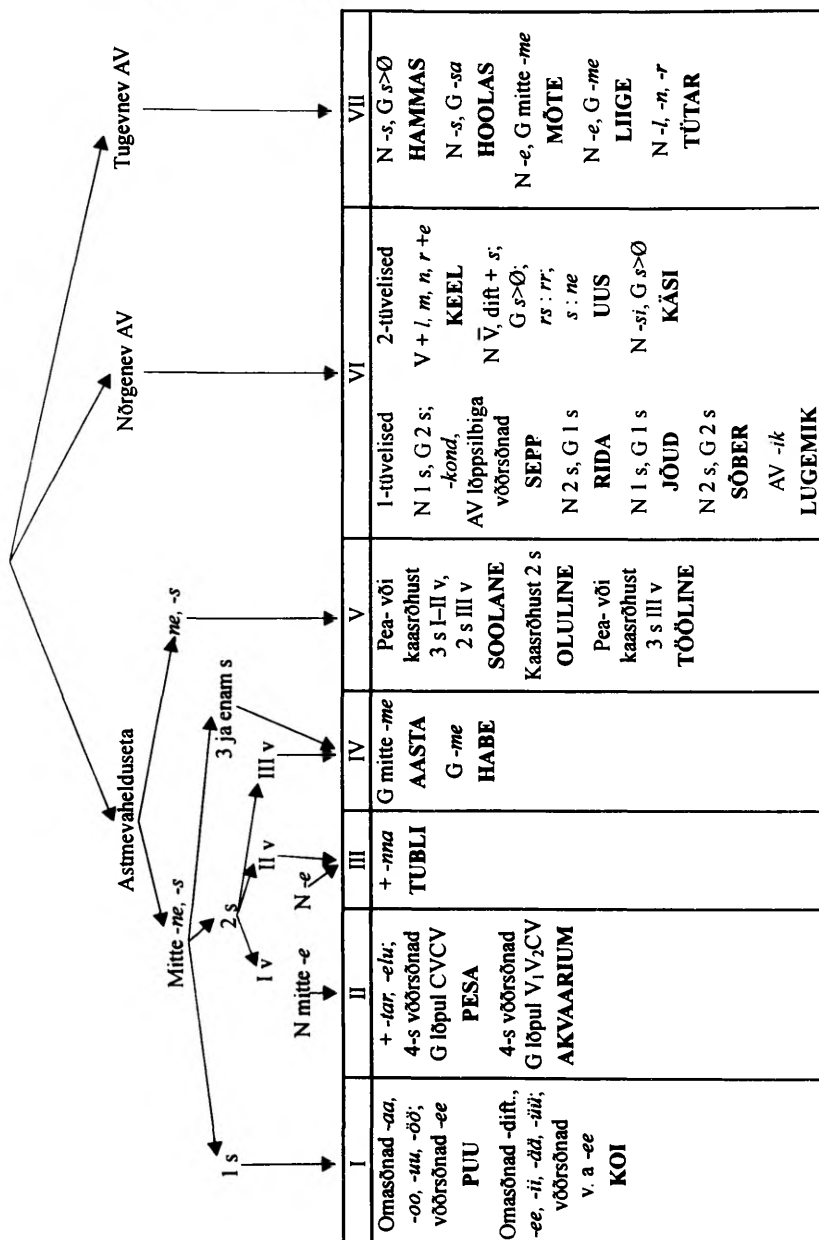 Astmevahelduseta
Nõrgenev AV
Tugevnev AV
Mitte -ne, -s
ne, -s
1 s
2 s
3 ja enam s
I v
II v
III v
N mitte -e
N -e
I
Omasõnad -aa,
-oo, -uu, -öö;
võõrsõnad -ee
PUU
Omasõnad -dift.,
-ee, -ii, -ää, -üü;
võõrsõnad
v. a -ee
KOI
II
+ -tar, -elu;
4-s võõrsõnad
G lõpul CVCV
PESA
4-s võõrsõnad
G lõpul V₁V₂CV
AKVAARIUM
III
+ -nna
TUBLI
IV
G mitte -me
AASTA
G -me
HABE
V
Pea- või
kaasrõhust
3 s I–II v,
2 s III v
SOOLANE
Kaasrõhust 2 s
OLULINE
Pea- või
kaasrõhust
3 s III v
TÖÖLINE
VI
1-tüvelised
N 1 s, G 2 s;
-kond,
AV lõppsilbiga
võõrsõnad
SEPP
N 2 s, G 1 s
RIDA
N 1 s, G 1 s
JÕUD
N 2 s, G 2 s
SÕBER
AV -ik
LUGEMIK
2-tüvelised
V + l, m, n, r +e
KEEL
N V̅, dift + s;
G s>Ø;
rs : rr;
s : ne
UUS
N -si, G s>Ø
KÄSI
VII
N -s, G s>Ø
HAMMAS
N -s, G -sa
HOOLAS
N -e, G mitte -me
MÕTE
N -e, G -me
LIIGE
N -l, -n, -r
TÜTAR